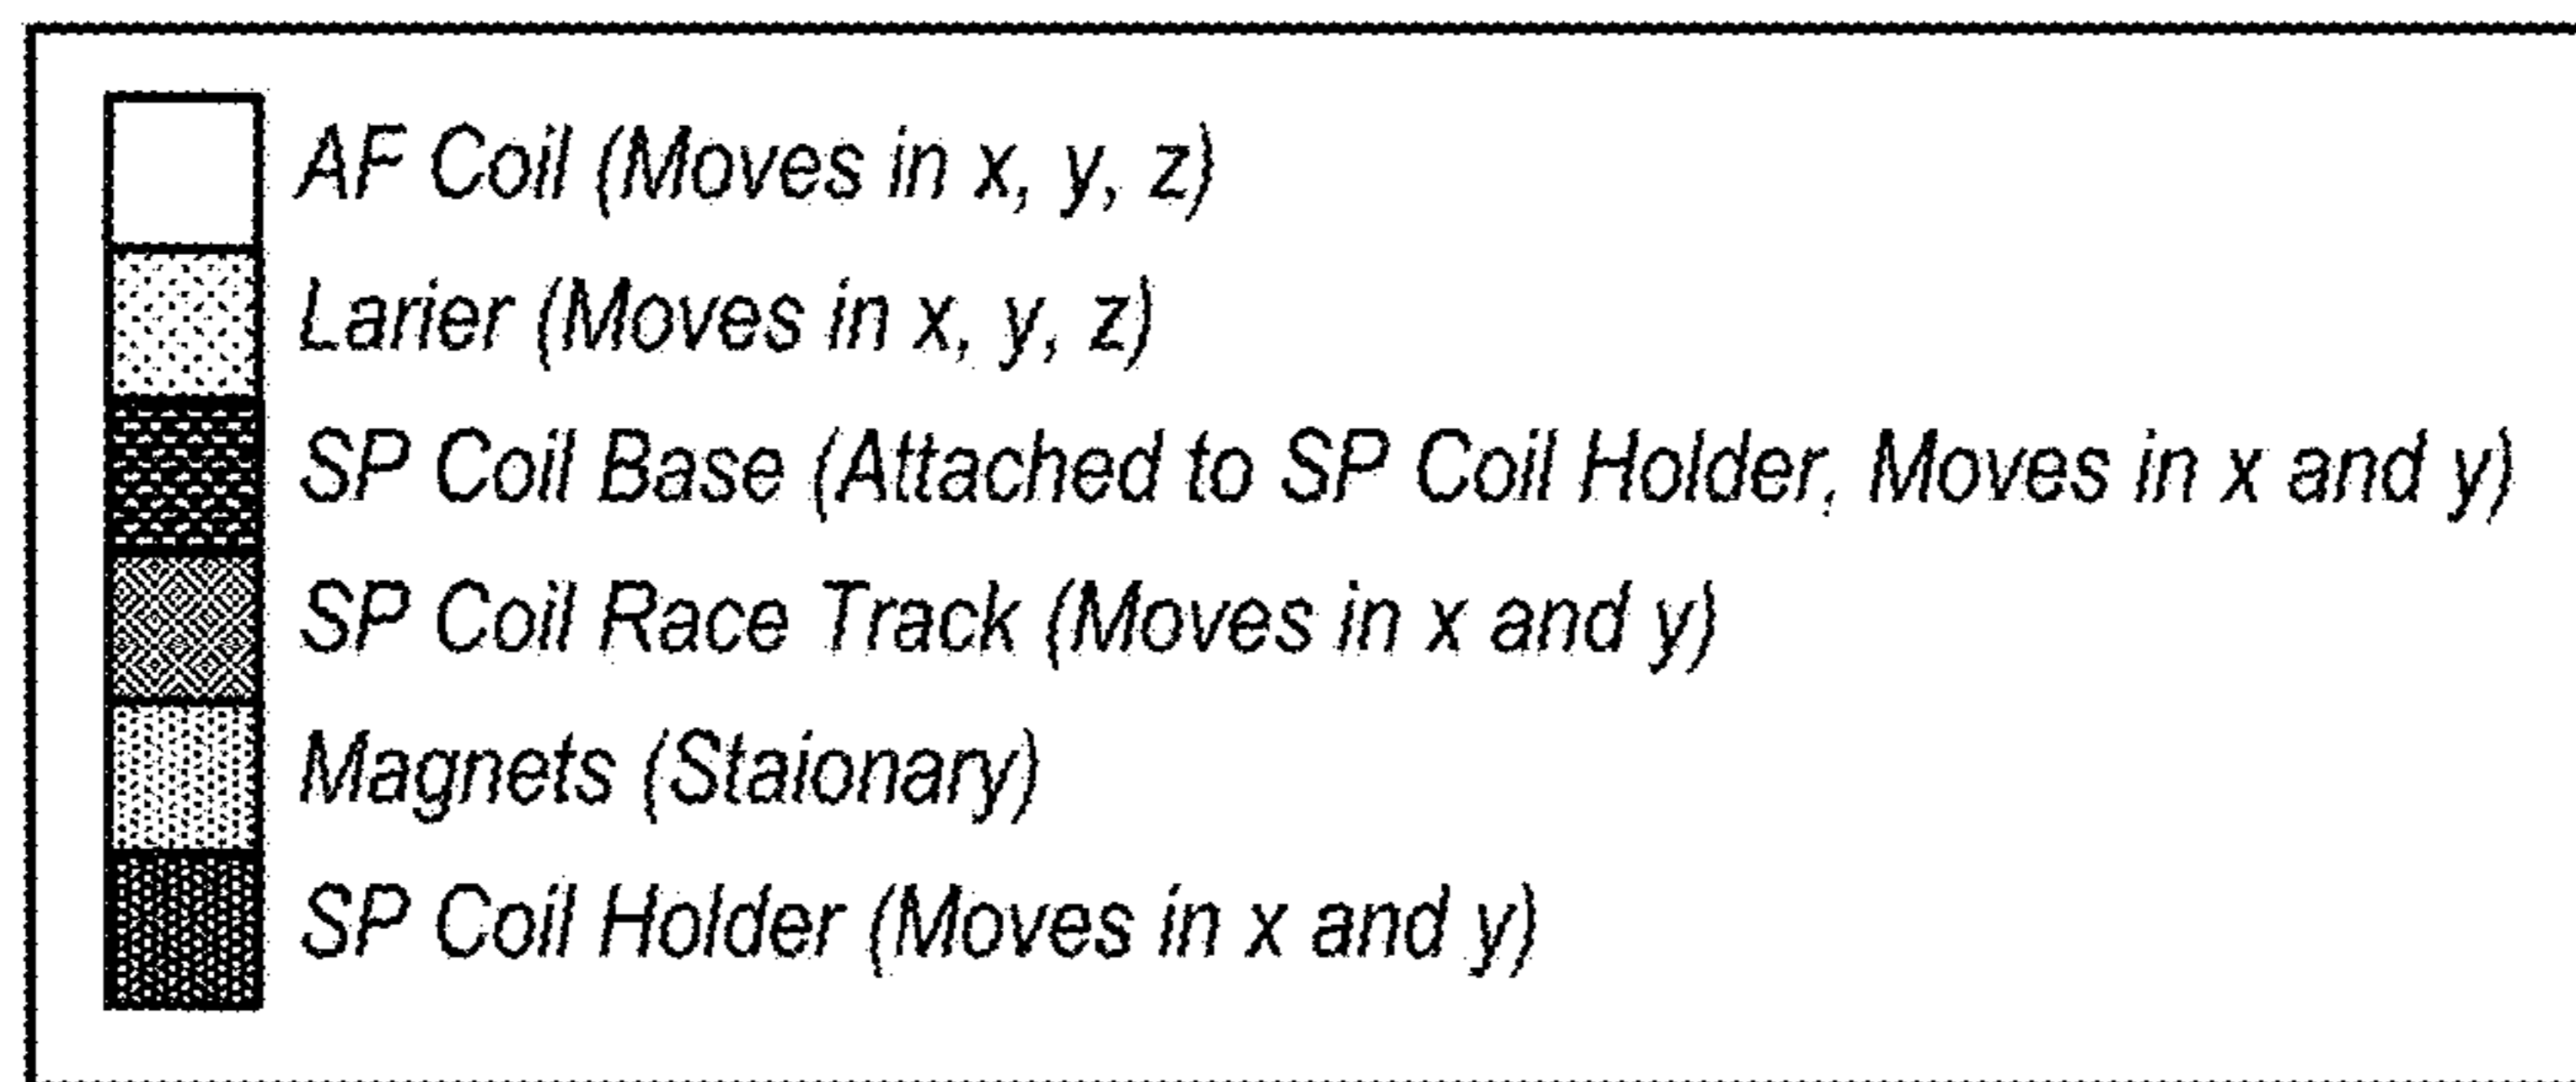 AF Coil (Moves in x, y, z)
Larier (Moves in x, y, z)
SP Coil Base (Attached to SP Coil Holder, Moves in x and y)
SP Coil Race Track (Moves in x and y)
Magnets (Staionary)
SP Coil Holder (Moves in x and y)